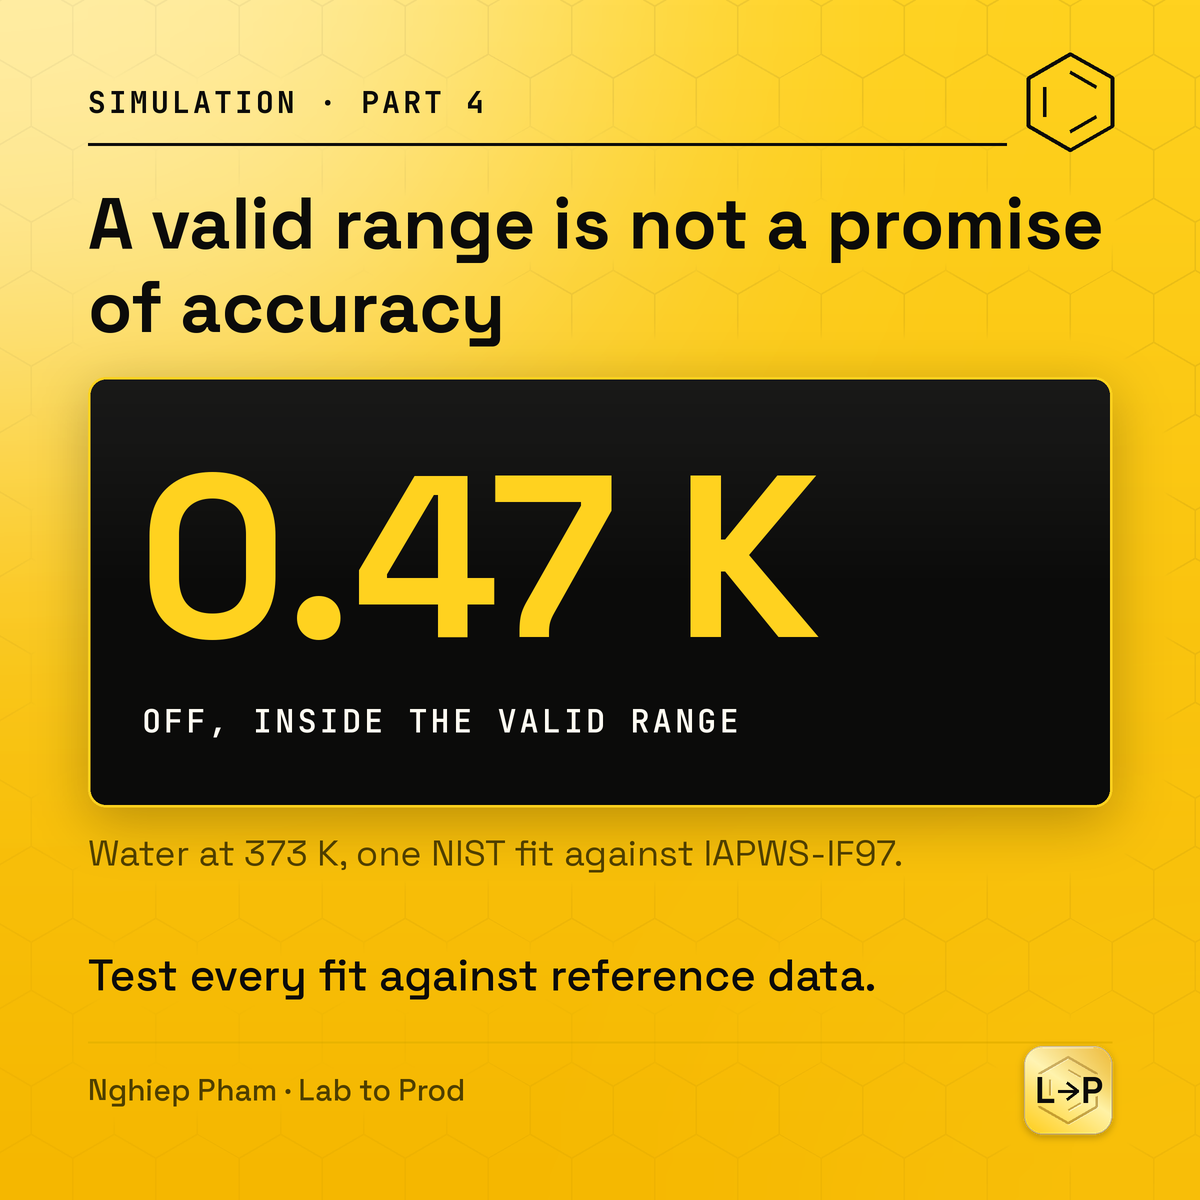 SIMULATION · PART 4
A valid range is not a promise
of accuracy
0.47 K
OFF, INSIDE THE VALID RANGE
Water at 373 K, one NIST fit against IAPWS-IF97.
Test every fit against reference data.
Nghiep Pham · Lab to Prod
L→P